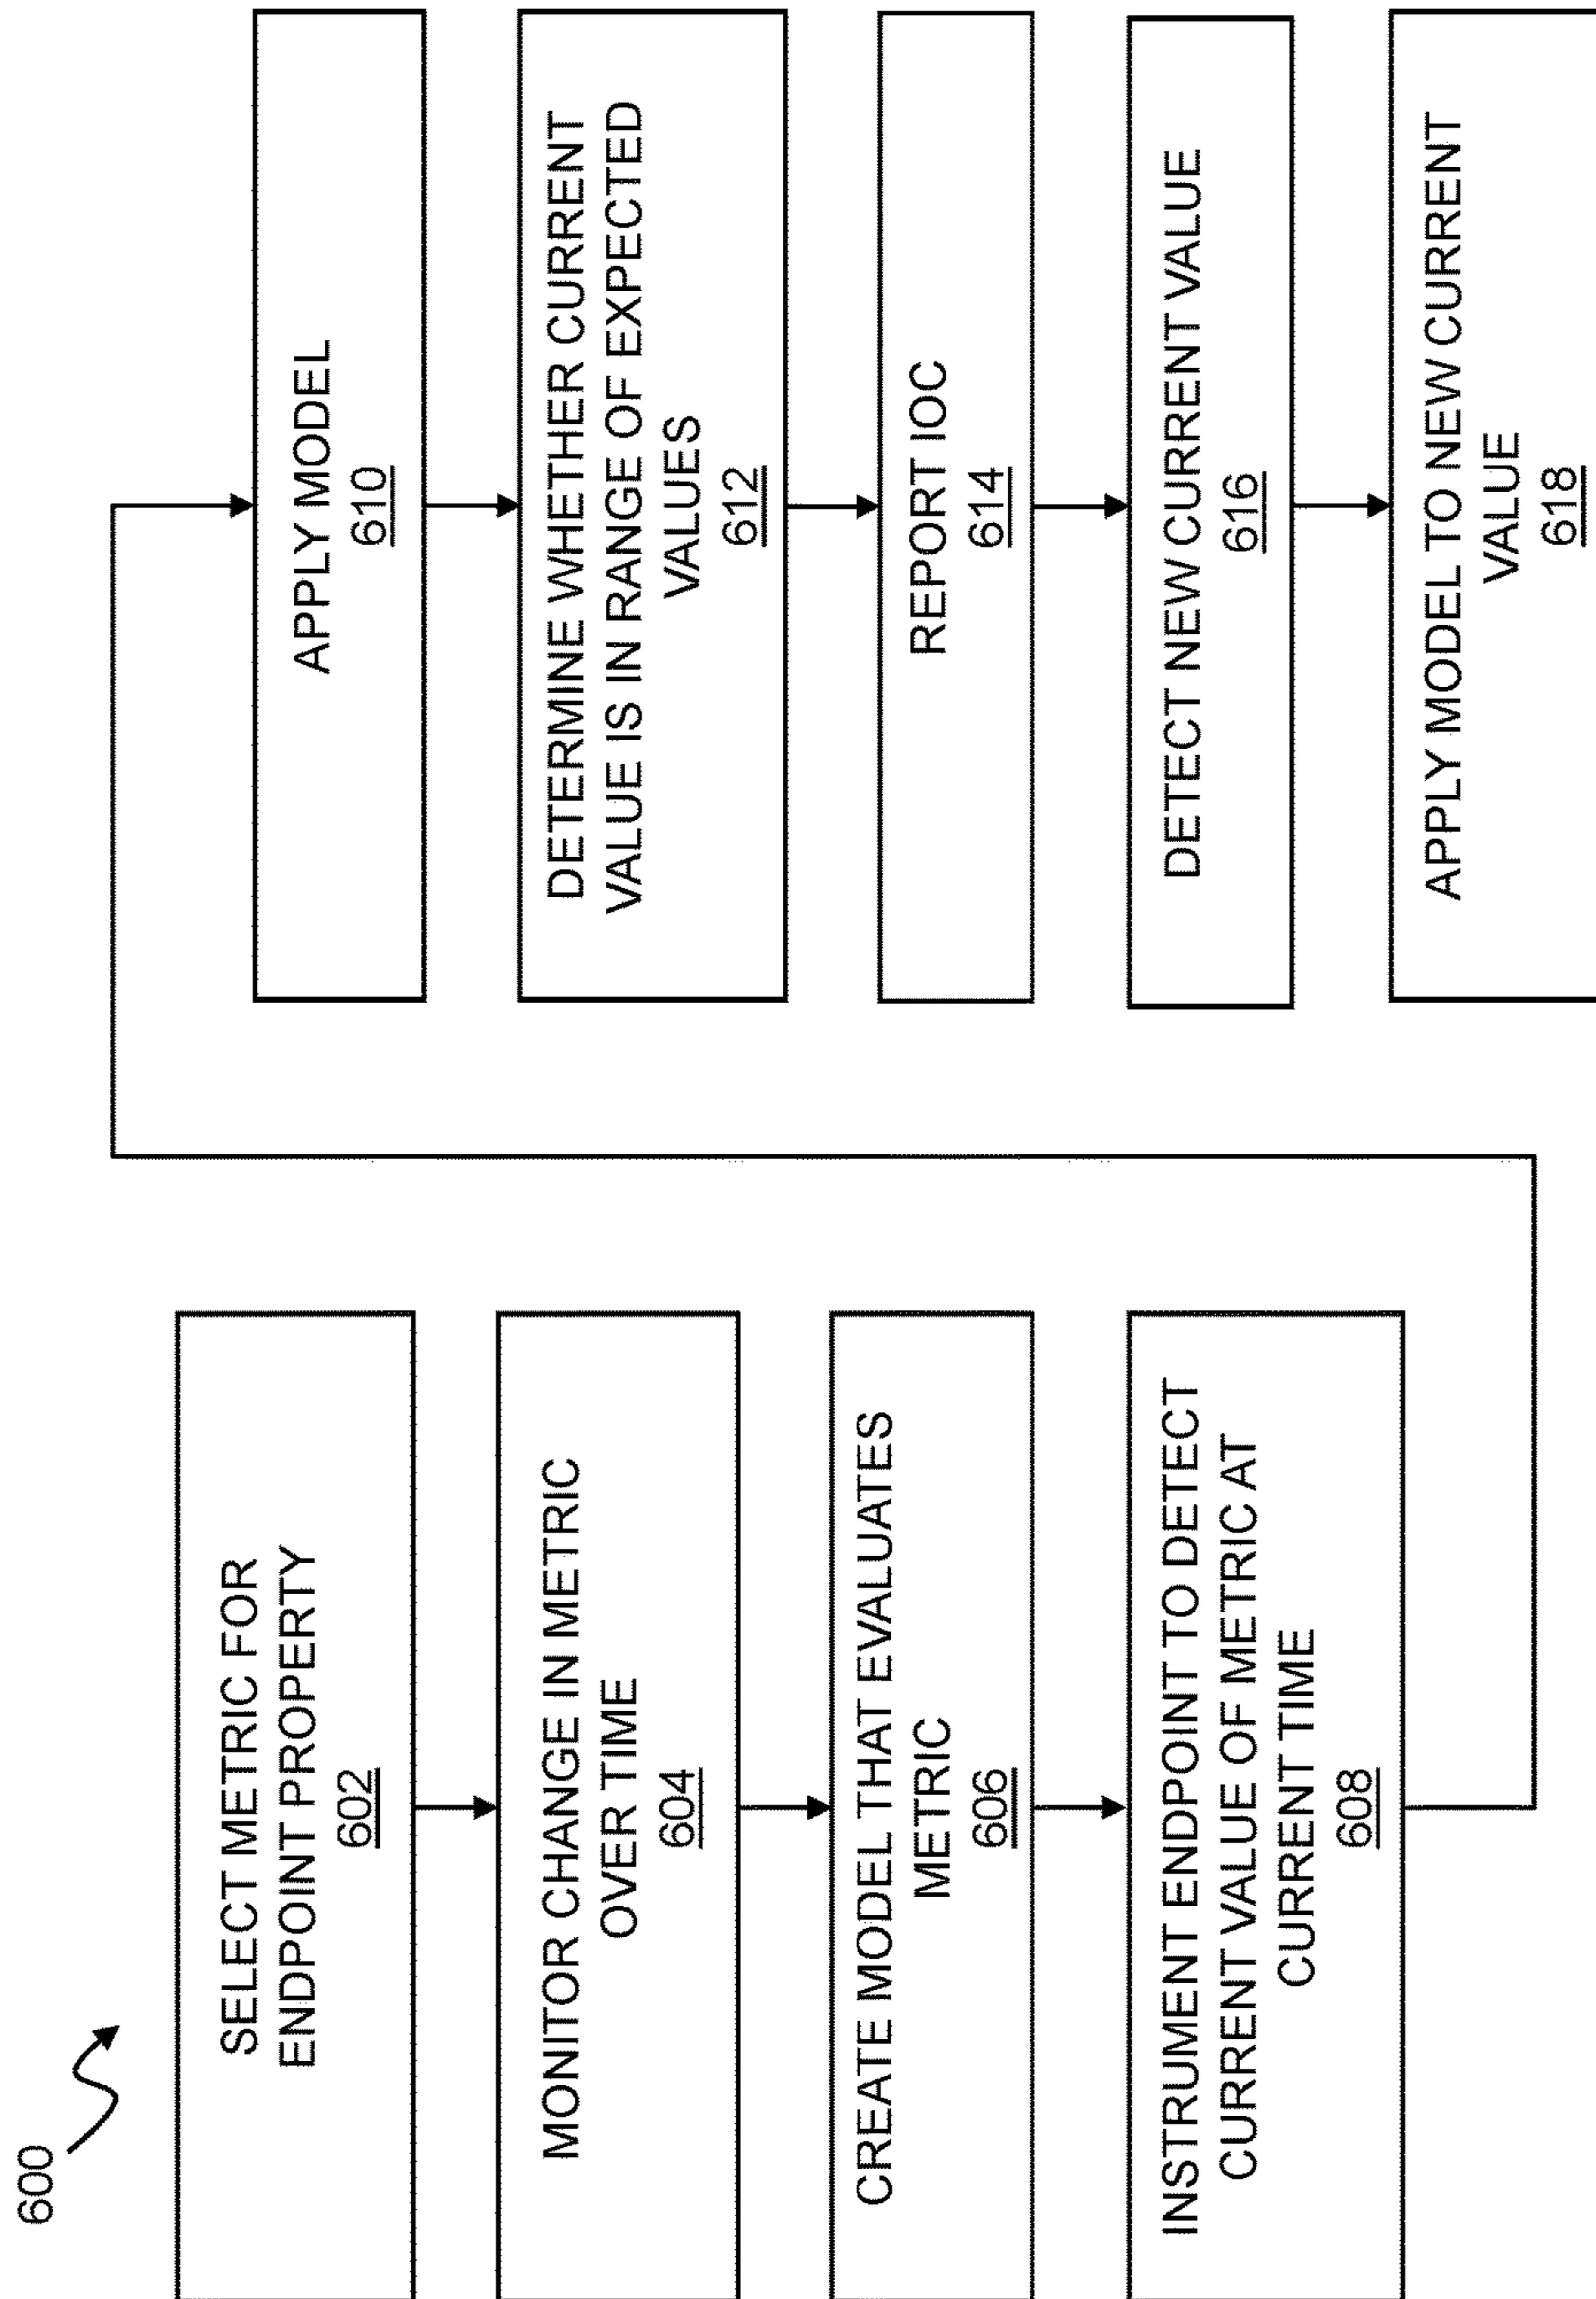 600
SELECT METRIC FOR
ENDPOINT PROPERTY
602
MONITOR CHANGE IN METRIC
OVER TIME
604
CREATE MODEL THAT EVALUATES
METRIC
606
INSTRUMENT ENDPOINT TO DETECT
CURRENT VALUE OF METRIC AT
CURRENT TIME
608
APPLY MODEL
610
DETERMINE WHETHER CURRENT
VALUE IS IN RANGE OF EXPECTED
VALUES
612
REPORT IOC
614
DETECT NEW CURRENT VALUE
616
APPLY MODEL TO NEW CURRENT
VALUE
618